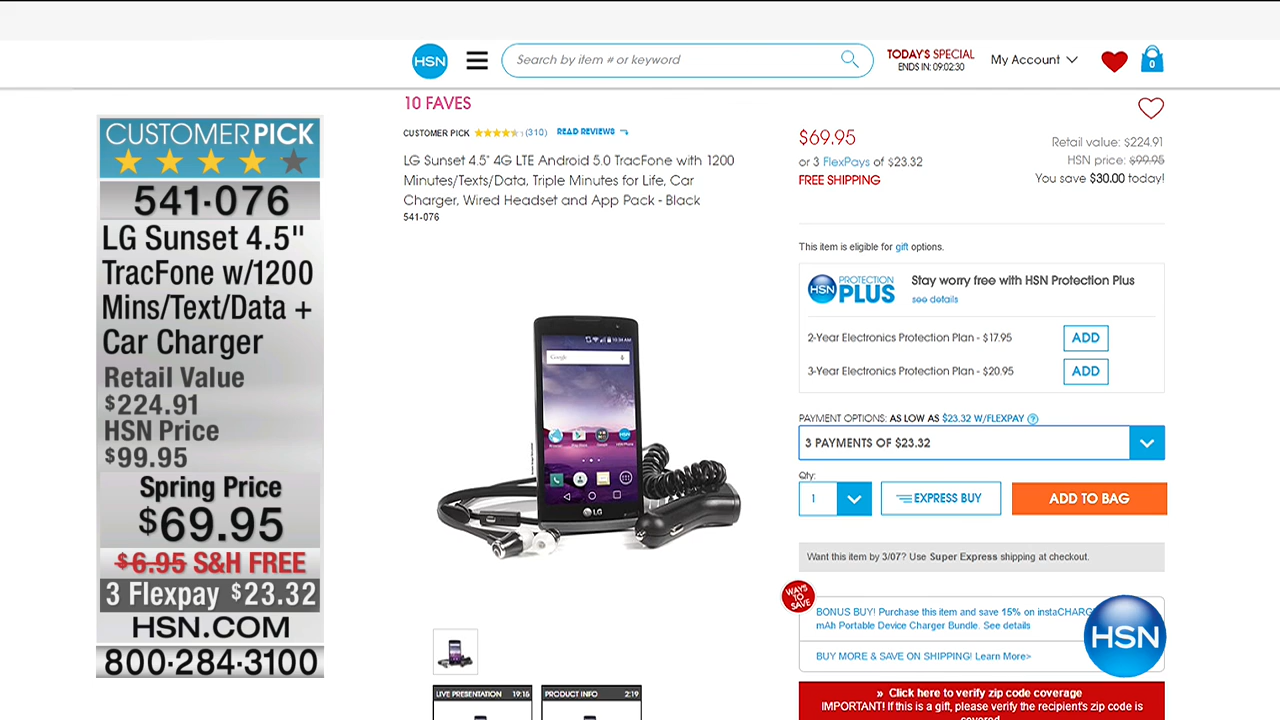 HSN
Search by item # or keyword
TODAY'S SPECIAL
ENDS IN: 09:02:30
My Account
0
CUSTOMER PICK
541-076
LG Sunset 4.5"
TracFone w/1200
Mins/Text/Data +
Car Charger
Retail Value
$224.91
HSN Price
$99.95
Spring Price
$69.95
$6.95 S&H FREE
3 Flexpay $23.32
HSN.COM
800-284-3100
10 FAVES
CUSTOMER PICK (310) READ REVIEWS
LG Sunset 4.5" 4G LTE Android 5.0 TracFone with 1200
Minutes/Texts/Data, Triple Minutes for Life, Car
Charger, Wired Headset and App Pack - Black
541-076
Google
10:34 AM
LG
LIVE PRESENTATION 19:15
PRODUCT INFO 2:19
$69.95
or 3 FlexPays of $23.32
FREE SHIPPING
Retail value: $224.91
HSN price: $99.95
You save $30.00 today!
This item is eligible for gift options.
HSN PROTECTION PLUS
Stay worry free with HSN Protection Plus
see details
2-Year Electronics Protection Plan - $17.95 ADD
3-Year Electronics Protection Plan - $20.95 ADD
PAYMENT OPTIONS: AS LOW AS $23.32 W/FLEXPAY ?
3 PAYMENTS OF $23.32
Qty:
1
EXPRESS BUY
ADD TO BAG
Want this item by 3/07? Use Super Express shipping at checkout.
WAYS TO SAVE
BONUS BUY! Purchase this item and save 15% on instaCHARG
mAh Portable Device Charger Bundle. See details
BUY MORE & SAVE ON SHIPPING! Learn More>
HSN
» Click here to verify zip code coverage
IMPORTANT! If this is a gift, please verify the recipient's zip code is
covered